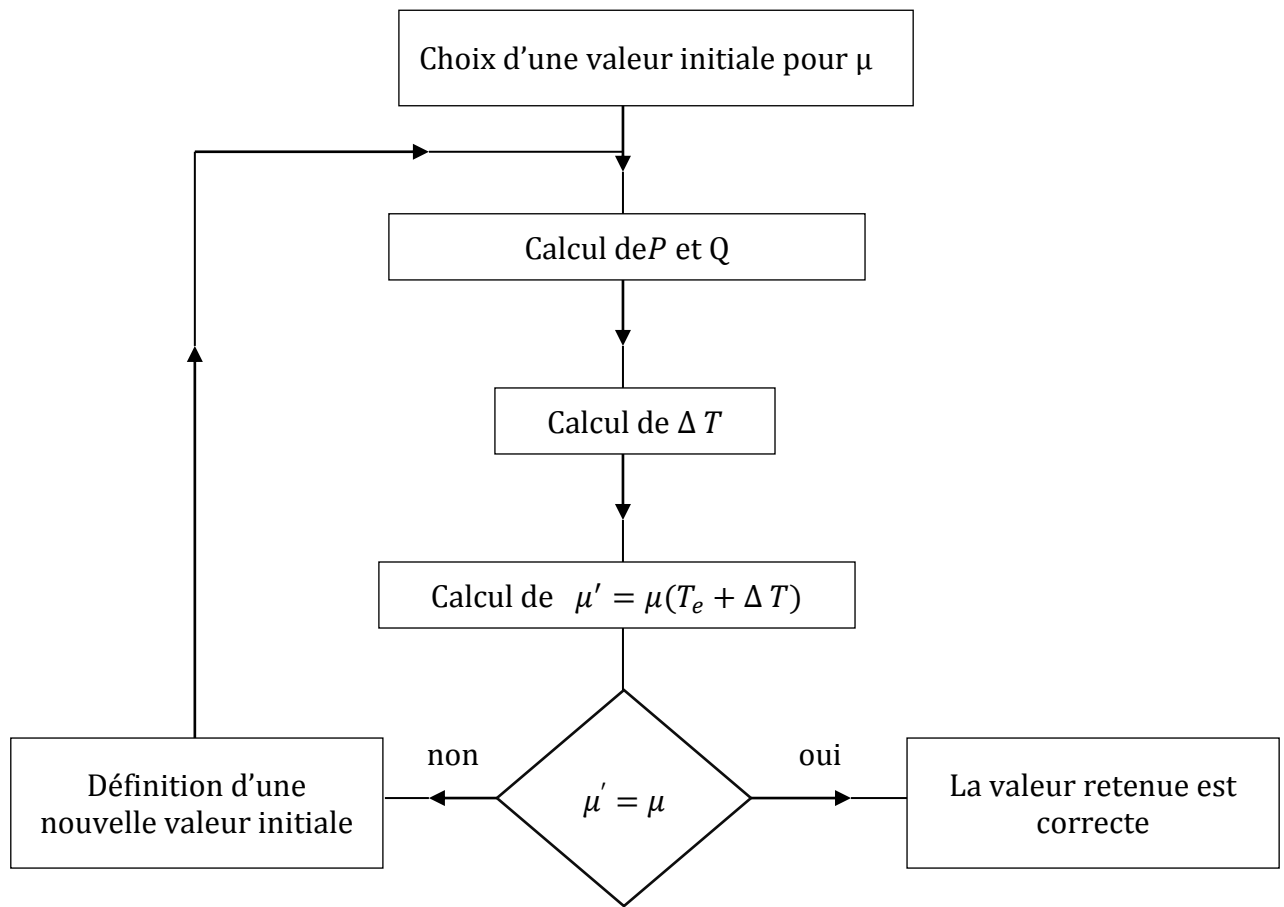 Choix d’une valeur initiale pour μ
Calcul deP et Q
Calcul de Δ T
Calcul de μ′ = μ(Tₑ + Δ T)
non
oui
Définition d’une
nouvelle valeur initiale
μ′ = μ
La valeur retenue est
correcte